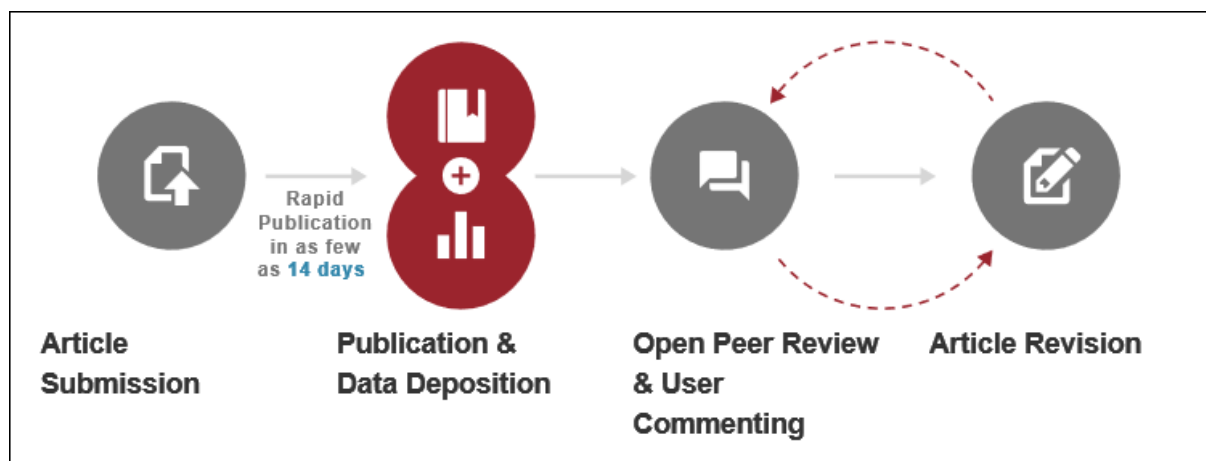 Rapid
Publication
in as few
as 14 days
Article
Submission
Publication &
Data Deposition
Open Peer Review
& User
Commenting
Article Revision